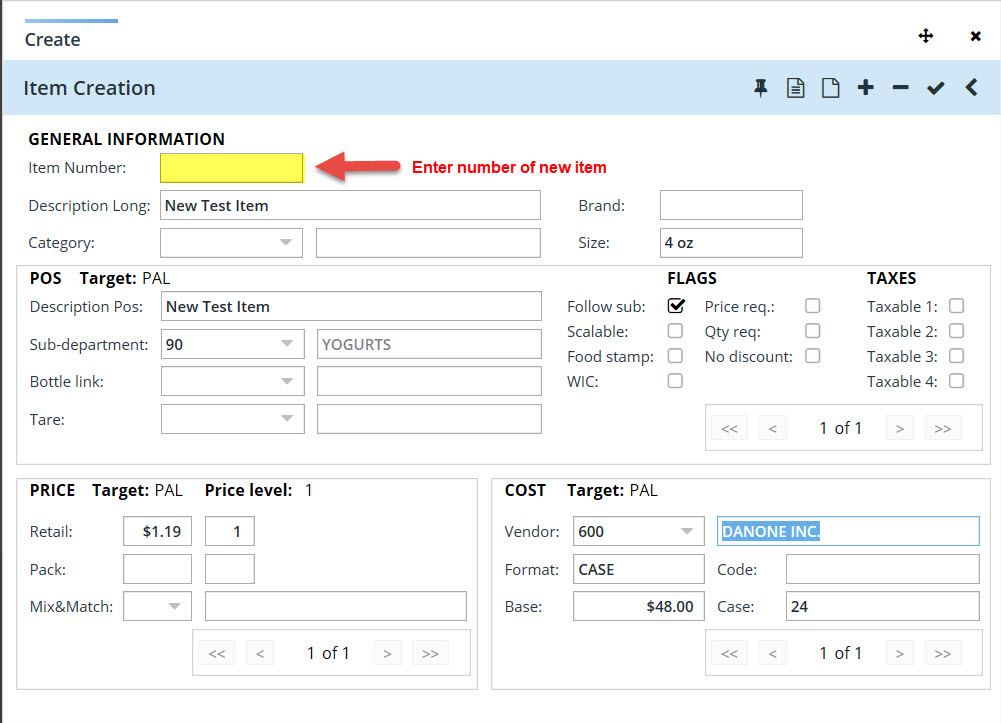 Create
Item Creation
GENERAL INFORMATION
Item Number: Enter number of new item
Description Long: New Test Item Brand:
Category: Size: 4 oz
POS Target: PAL FLAGS TAXES
Description Pos: New Test Item Follow sub: Price req.: Taxable 1:
Sub-department: 90 YOGURTS Scalable: Qty req: Taxable 2:
Food stamp: No discount: Taxable 3:
Bottle link: WIC: Taxable 4:
Tare: << < 1 of 1 > >>
PRICE Target: PAL Price level: 1
Retail: $1.19 1
Pack:
Mix&Match:
<< < 1 of 1 > >>
COST Target: PAL
Vendor: 600 DANONE INC.
Format: CASE Code:
Base: $48.00 Case: 24
<< < 1 of 1 > >>